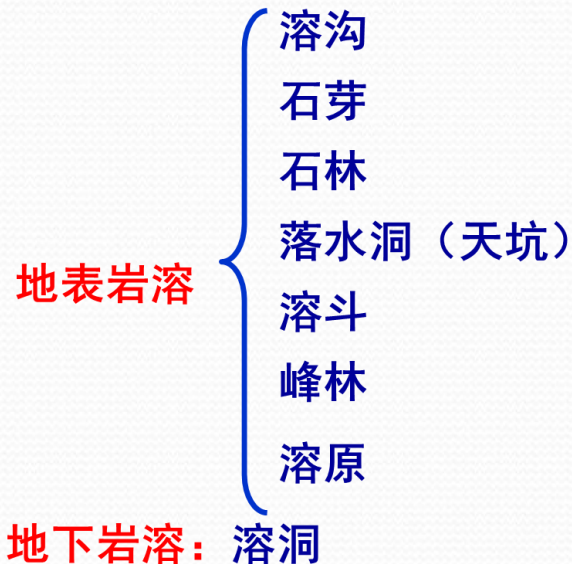 地表岩溶
溶沟
石芽
石林
落水洞（天坑）
溶斗
峰林
溶原
地下岩溶：溶洞